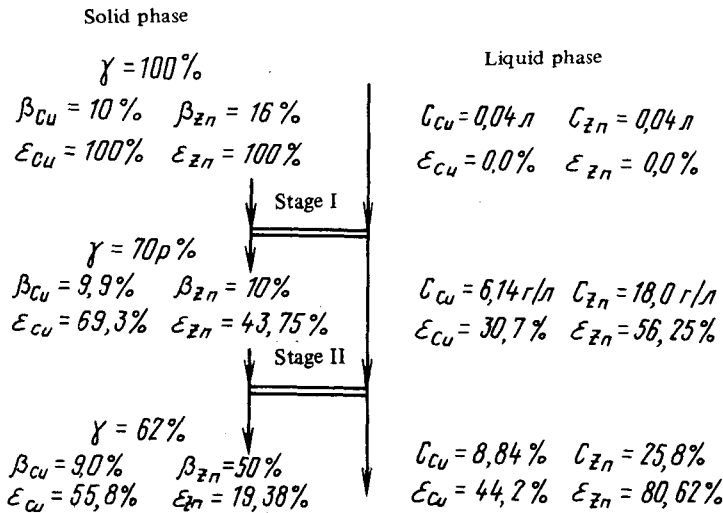 Solid phase
Liquid phase
γ = 100%
β_Cu = 10% β_Zn = 16%
ε_Cu = 100% ε_Zn = 100%
C_Cu = 0,04 л C_Zn = 0,04 л
ε_Cu = 0,0% ε_Zn = 0,0%
Stage I
γ = 70p%
β_Cu = 9,9% β_Zn = 10%
ε_Cu = 69,3% ε_Zn = 43,75%
C_Cu = 6,14 г/л C_Zn = 18,0 г/л
ε_Cu = 30,7% ε_Zn = 56,25%
Stage II
γ = 62%
β_Cu = 9,0% β_Zn = 50%
ε_Cu = 55,8% ε_Zn = 19,38%
C_Cu = 8,84% C_Zn = 25,8%
ε_Cu = 44,2% ε_Zn = 80,62%